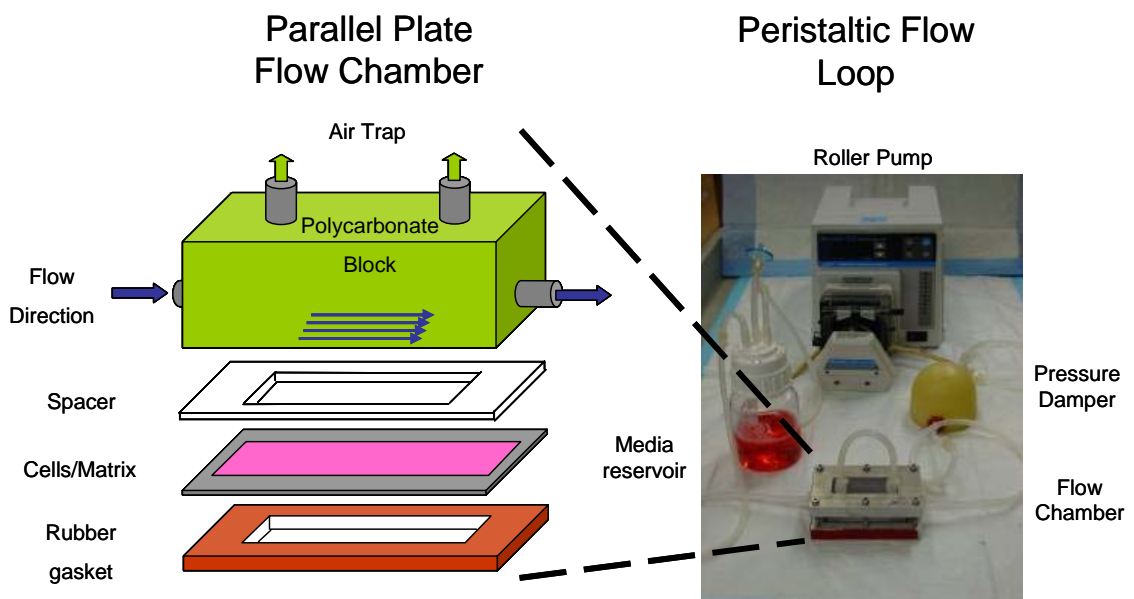 Parallel Plate
Flow Chamber
Peristaltic Flow
Loop
Air Trap
Roller Pump
Polycarbonate
Block
Flow
Direction
Spacer
Cells/Matrix
Rubber
gasket
Media
reservoir
Pressure
Damper
Flow
Chamber